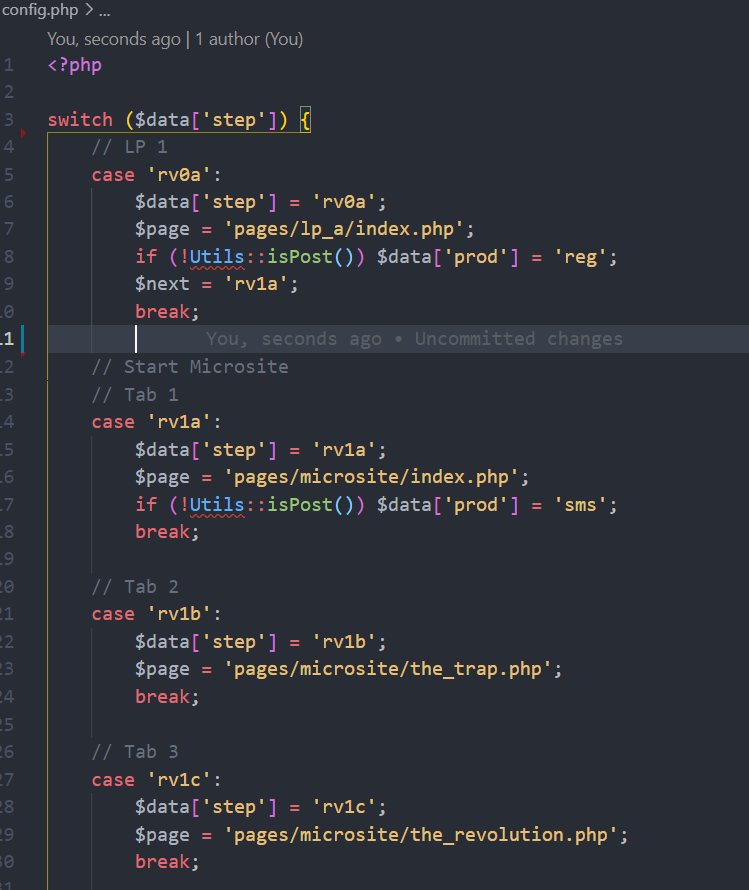 config.php > ...
You, seconds ago | 1 author (You)
1 <?php
2
3 switch ($data['step']) {
4 // LP 1
5 case 'rv0a':
6 $data['step'] = 'rv0a';
7 $page = 'pages/lp_a/index.php';
8 if (!Utils::isPost()) $data['prod'] = 'reg';
9 $next = 'rv1a';
10 break;
11 You, seconds ago • Uncommitted changes
12 // Start Microsite
13 // Tab 1
14 case 'rv1a':
15 $data['step'] = 'rv1a';
16 $page = 'pages/microsite/index.php';
17 if (!Utils::isPost()) $data['prod'] = 'sms';
18 break;
19
20 // Tab 2
21 case 'rv1b':
22 $data['step'] = 'rv1b';
23 $page = 'pages/microsite/the_trap.php';
24 break;
25
26 // Tab 3
27 case 'rv1c':
28 $data['step'] = 'rv1c';
29 $page = 'pages/microsite/the_revolution.php';
30 break;